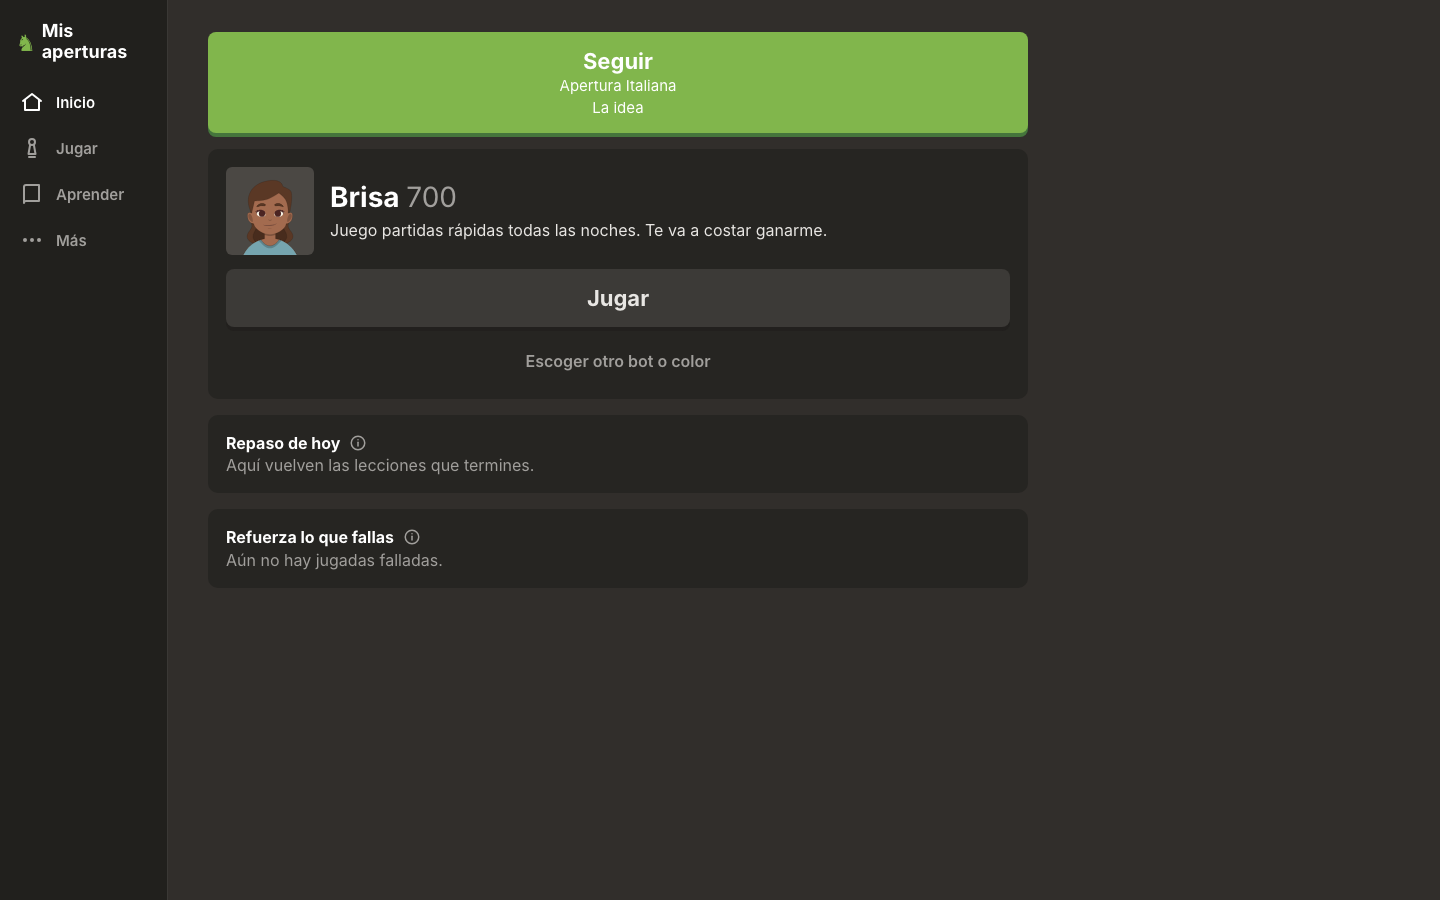 Mis
aperturas
Inicio
Jugar
Aprender
Más
Seguir
Apertura Italiana
La idea
Brisa 700
Juego partidas rápidas todas las noches. Te va a costar ganarme.
Jugar
Escoger otro bot o color
Repaso de hoy
Aquí vuelven las lecciones que termines.
Refuerza lo que fallas
Aún no hay jugadas falladas.